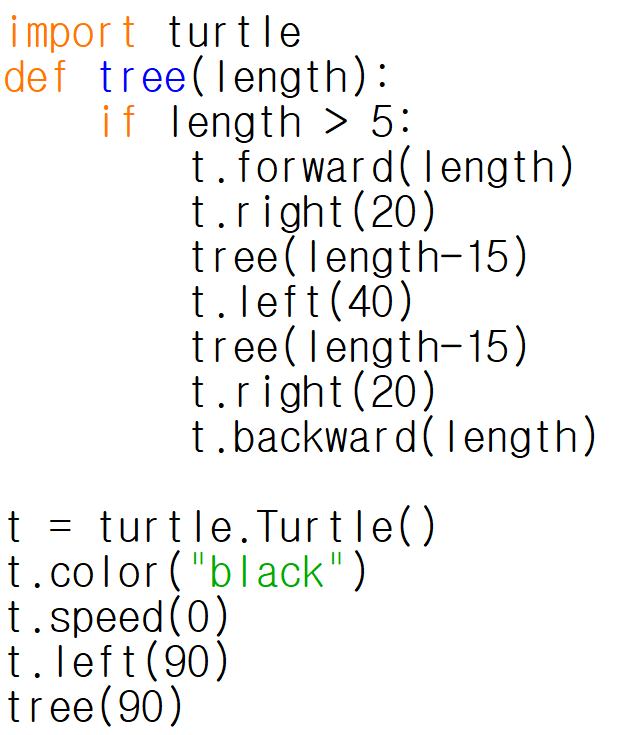 import turtle
def tree(length):
    if length > 5:
        t.forward(length)
        t.right(20)
        tree(length-15)
        t.left(40)
        tree(length-15)
        t.right(20)
        t.backward(length)

t = turtle.Turtle()
t.color("black")
t.speed(0)
t.left(90)
tree(90)